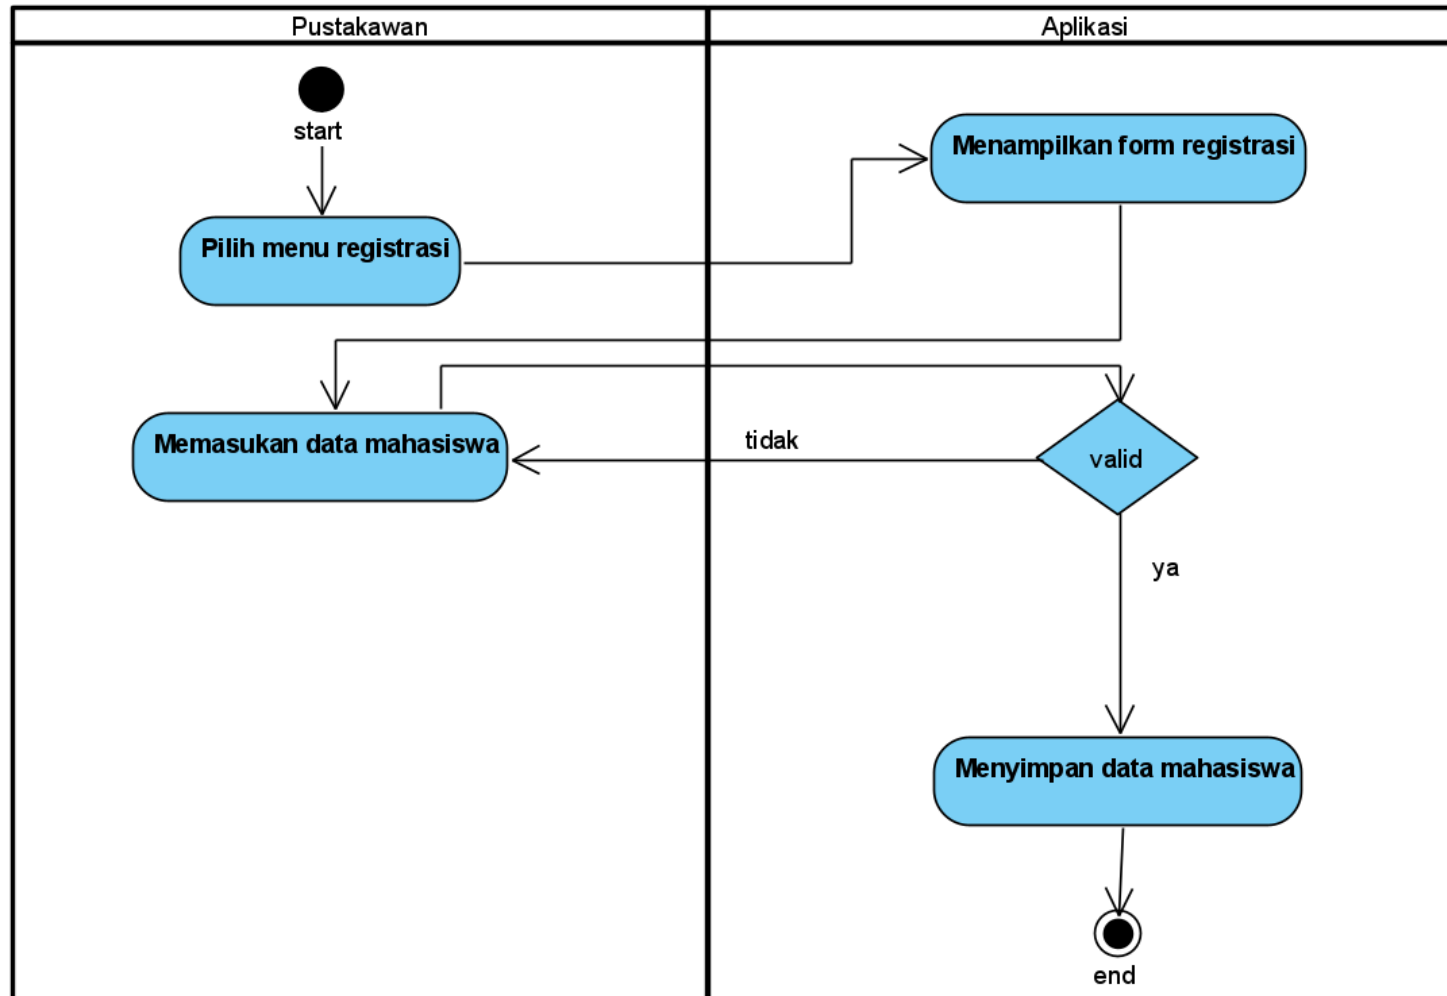 Pustakawan
Aplikasi
start
Menampilkan form registrasi
Pilih menu registrasi
Memasukan data mahasiswa
tidak
valid
ya
Menyimpan data mahasiswa
end